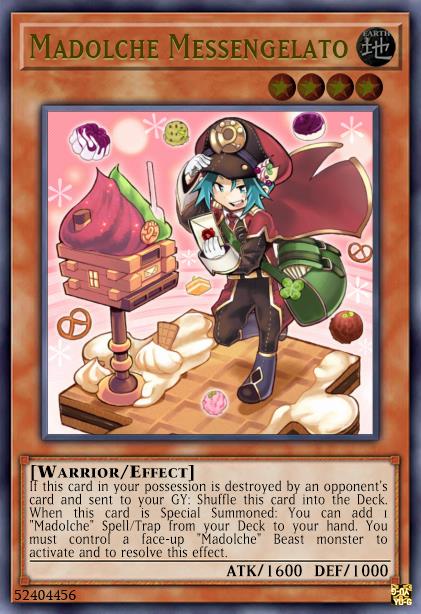 MADOLCHE MESSENGELATO
EARTH
地
[WARRIOR/EFFECT]
If this card in your possession is destroyed by an opponent's
card and sent to your GY: Shuffle this card into the Deck.
When this card is Special Summoned: You can add 1
"Madolche" Spell/Trap from your Deck to your hand. You
must control a face-up "Madolche" Beast monster to
activate and to resolve this effect.
ATK/1600 DEF/1000
52404456